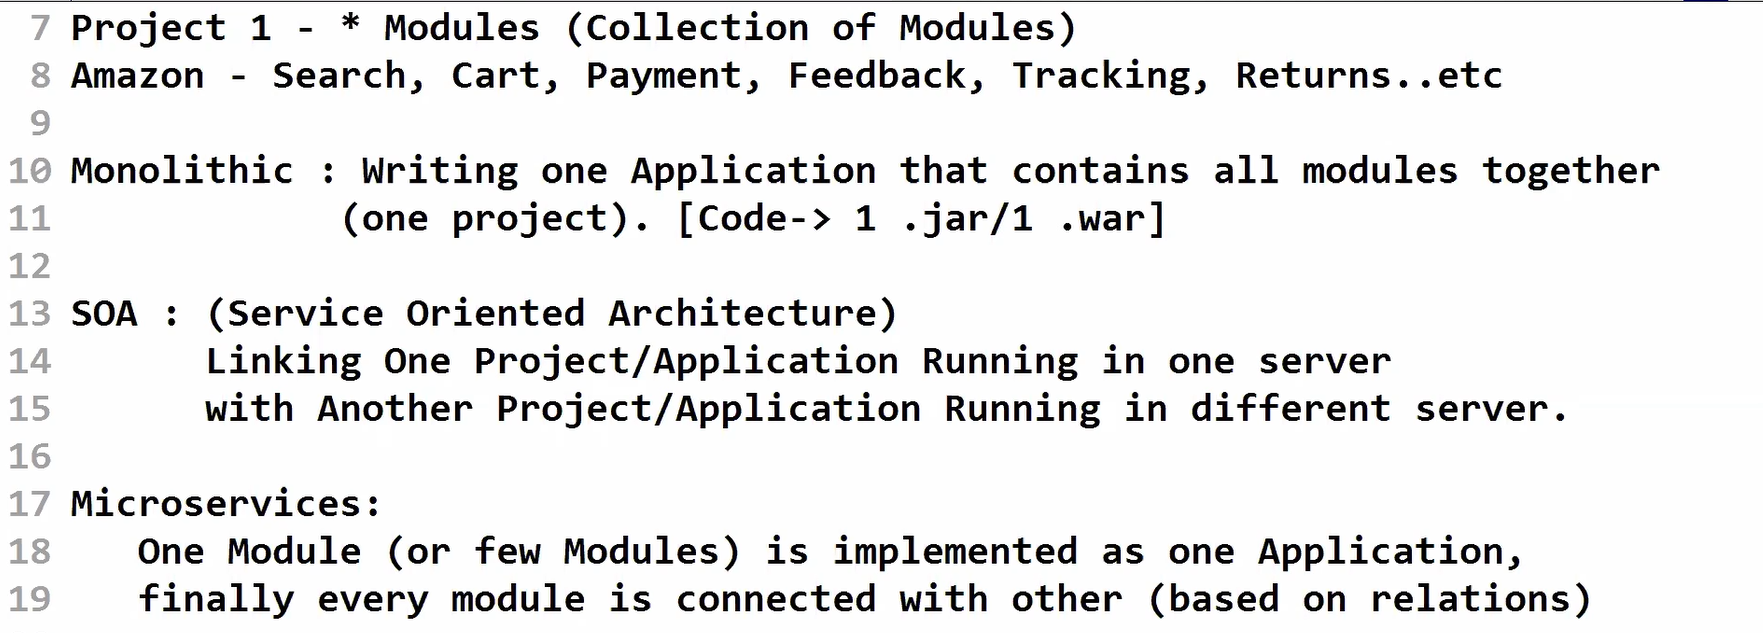 7 Project 1 - * Modules (Collection of Modules)
8 Amazon - Search, Cart, Payment, Feedback, Tracking, Returns..etc
9
10 Monolithic : Writing one Application that contains all modules together
11 (one project). [Code-> 1 .jar/1 .war]
12
13 SOA : (Service Oriented Architecture)
14 Linking One Project/Application Running in one server
15 with Another Project/Application Running in different server.
16
17 Microservices:
18 One Module (or few Modules) is implemented as one Application,
19 finally every module is connected with other (based on relations)